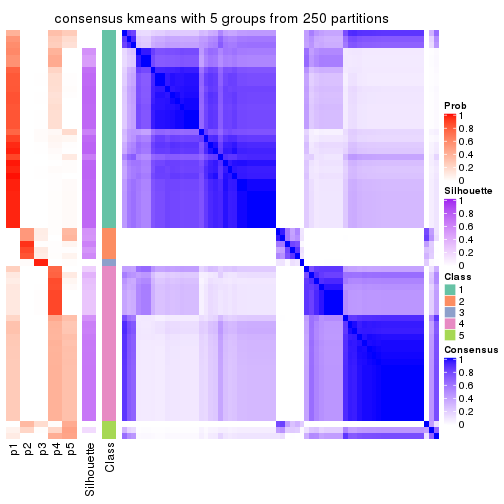 consensus kmeans with 5 groups from 250 partitions
Prob
1
0.8
0.6
0.4
0.2
0
Silhouette
1
0.8
0.6
0.4
0.2
0
Class
1
2
3
4
5
Consensus
1
0.8
0.6
0.4
0.2
0
p1
p2
p3
p4
p5
Silhouette
Class